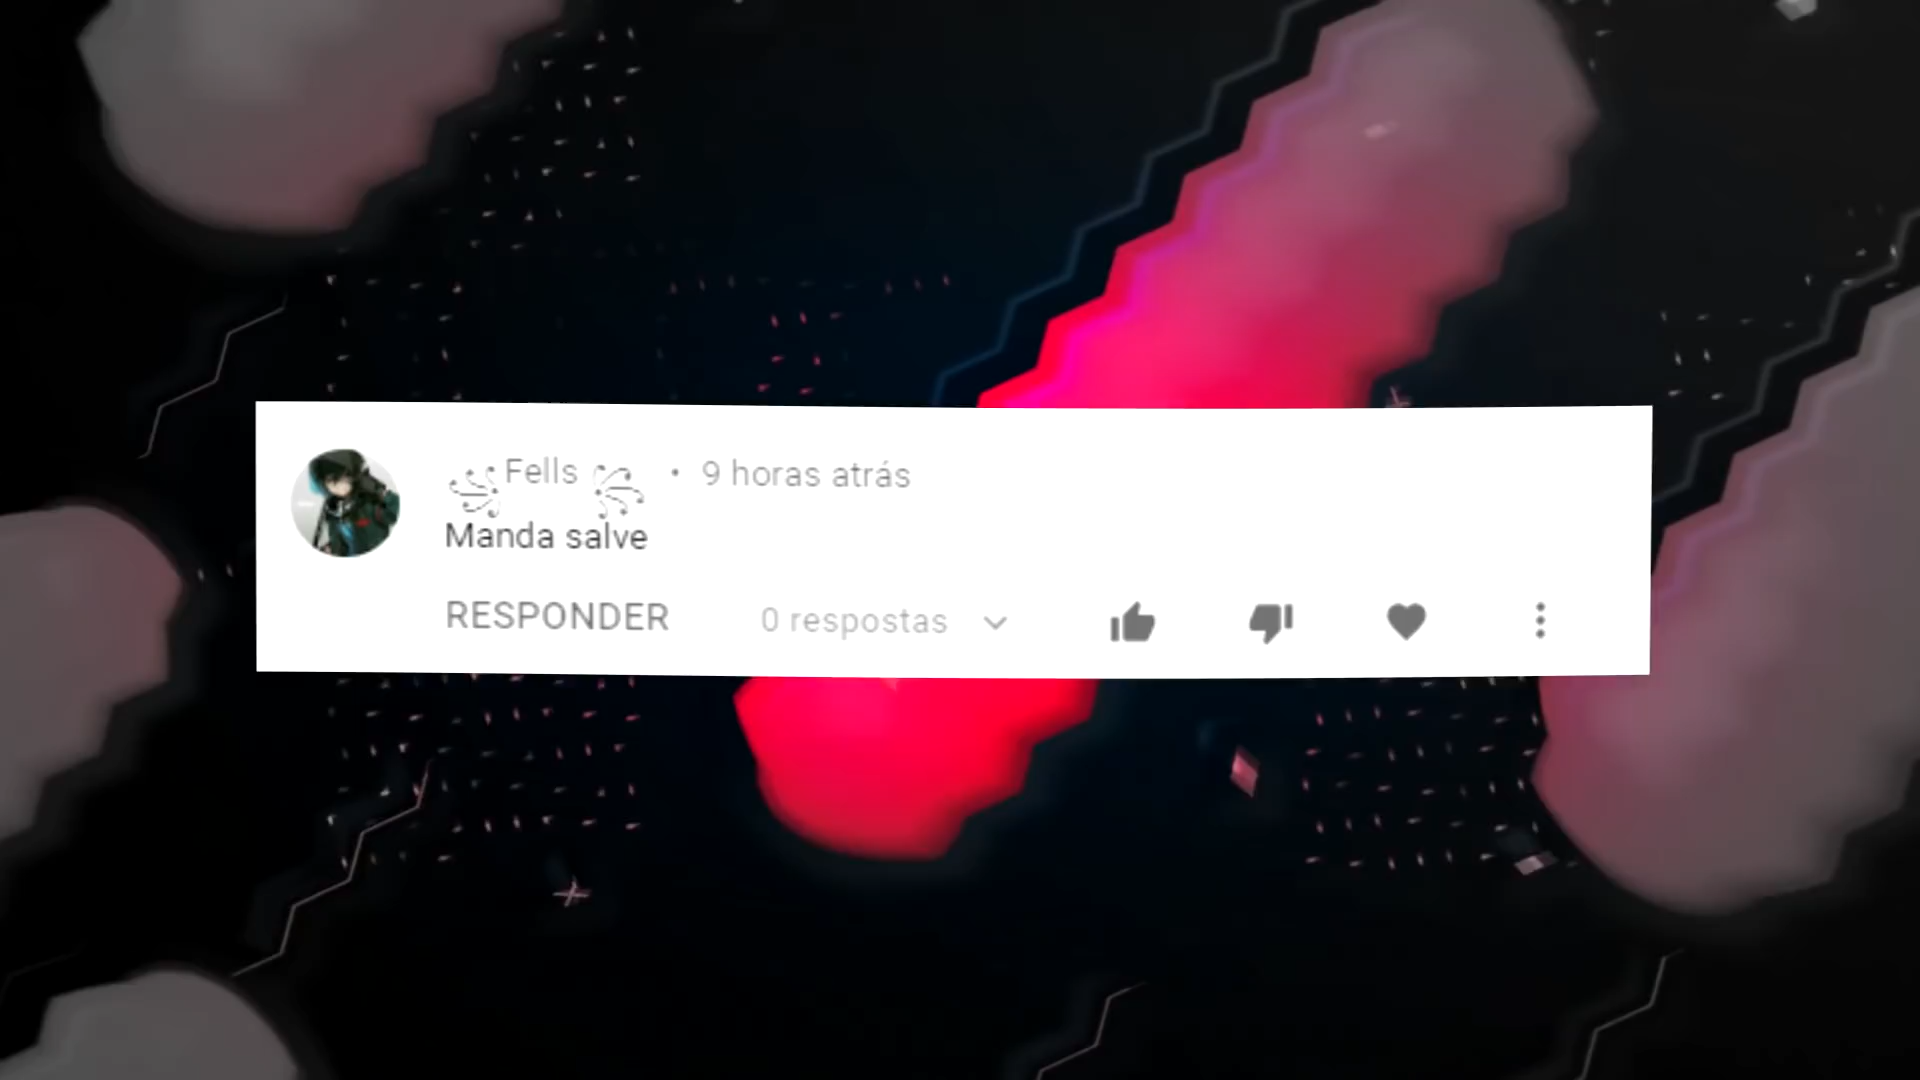 ꧁ Fells ꧂ • 9 horas atrás
Manda salve
RESPONDER 0 respostas